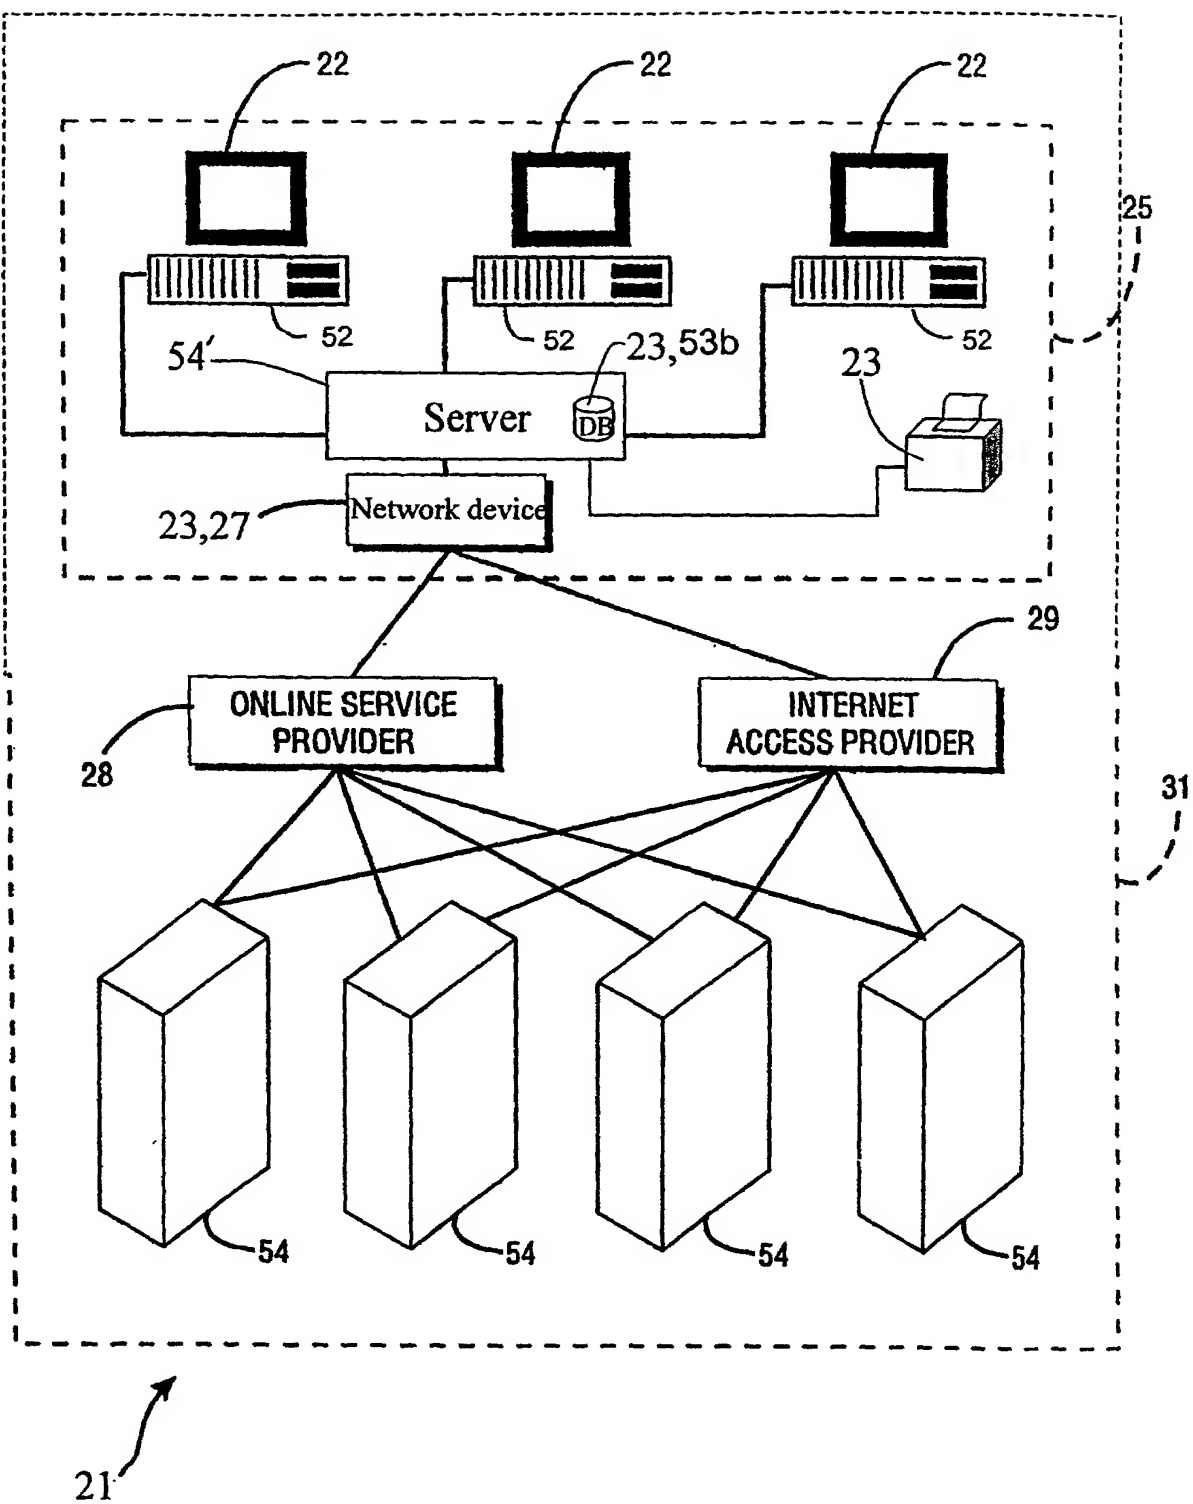 22
22
22
25
52
52
52
54′
23,53b
23
Server
DB
Network device
23,27
29
ONLINE SERVICE
PROVIDER
INTERNET
ACCESS PROVIDER
28
31
54
54
54
54
21